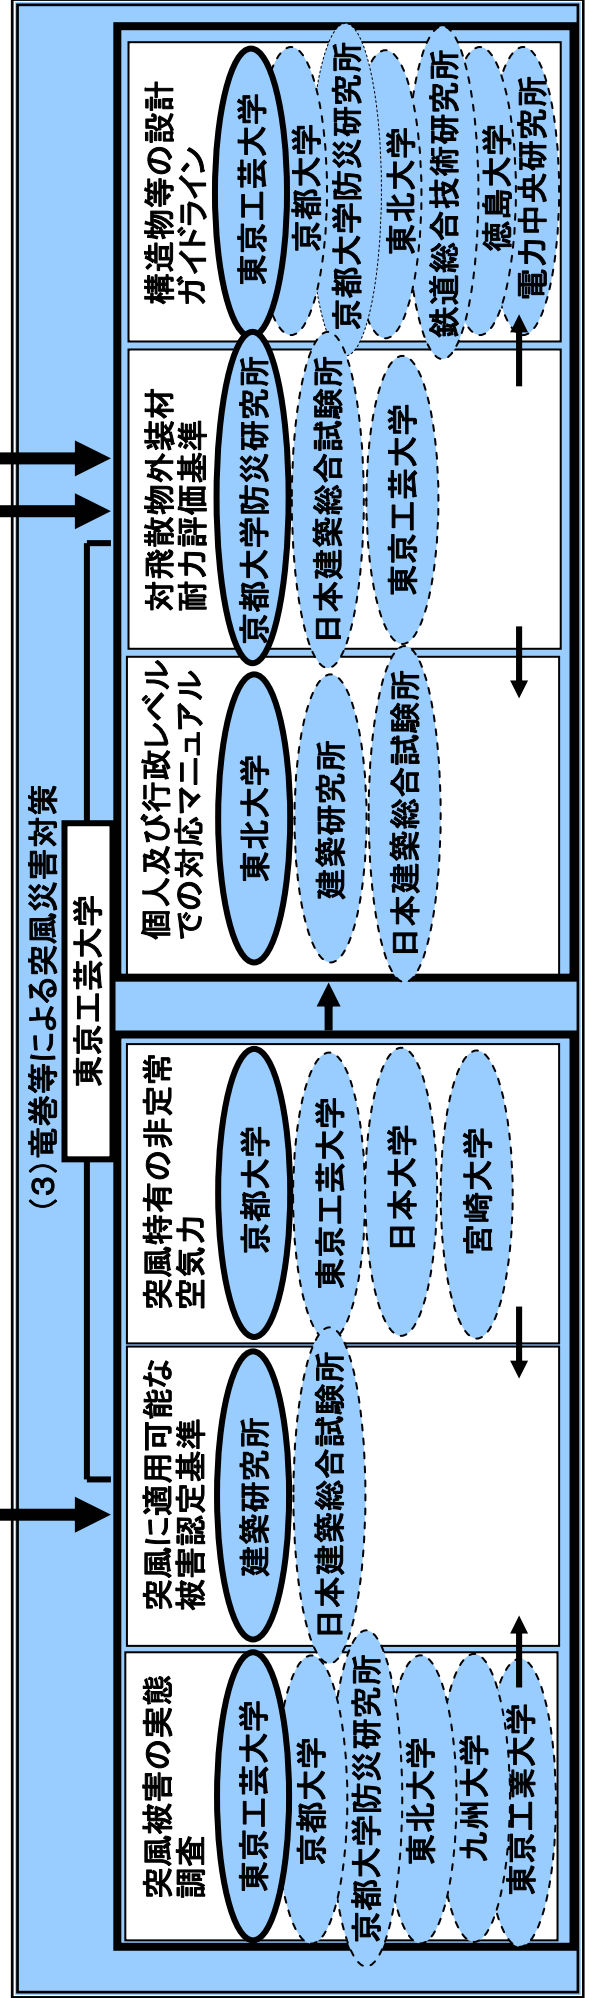 (3)竜巻等による突風災害対策
東京工芸大学
突風被害の実態
調査
東京工芸大学
京都大学
京都大学防災研究所
東北大学
九州大学
東京工業大学
突風に適用可能な
被害認定基準
建築研究所
日本建築総合試験所
突風特有の非定常
空気力
京都大学
東京工芸大学
日本大学
宮崎大学
個人及び行政レベル
での対応マニュアル
東北大学
建築研究所
日本建築総合試験所
対飛散物外装材
耐力評価基準
京都大学防災研究所
日本建築総合試験所
東京工芸大学
構造物等の設計
ガイドライン
東京工芸大学
京都大学
京都大学防災研究所
東北大学
鉄道総合技術研究所
徳島大学
電力中央研究所